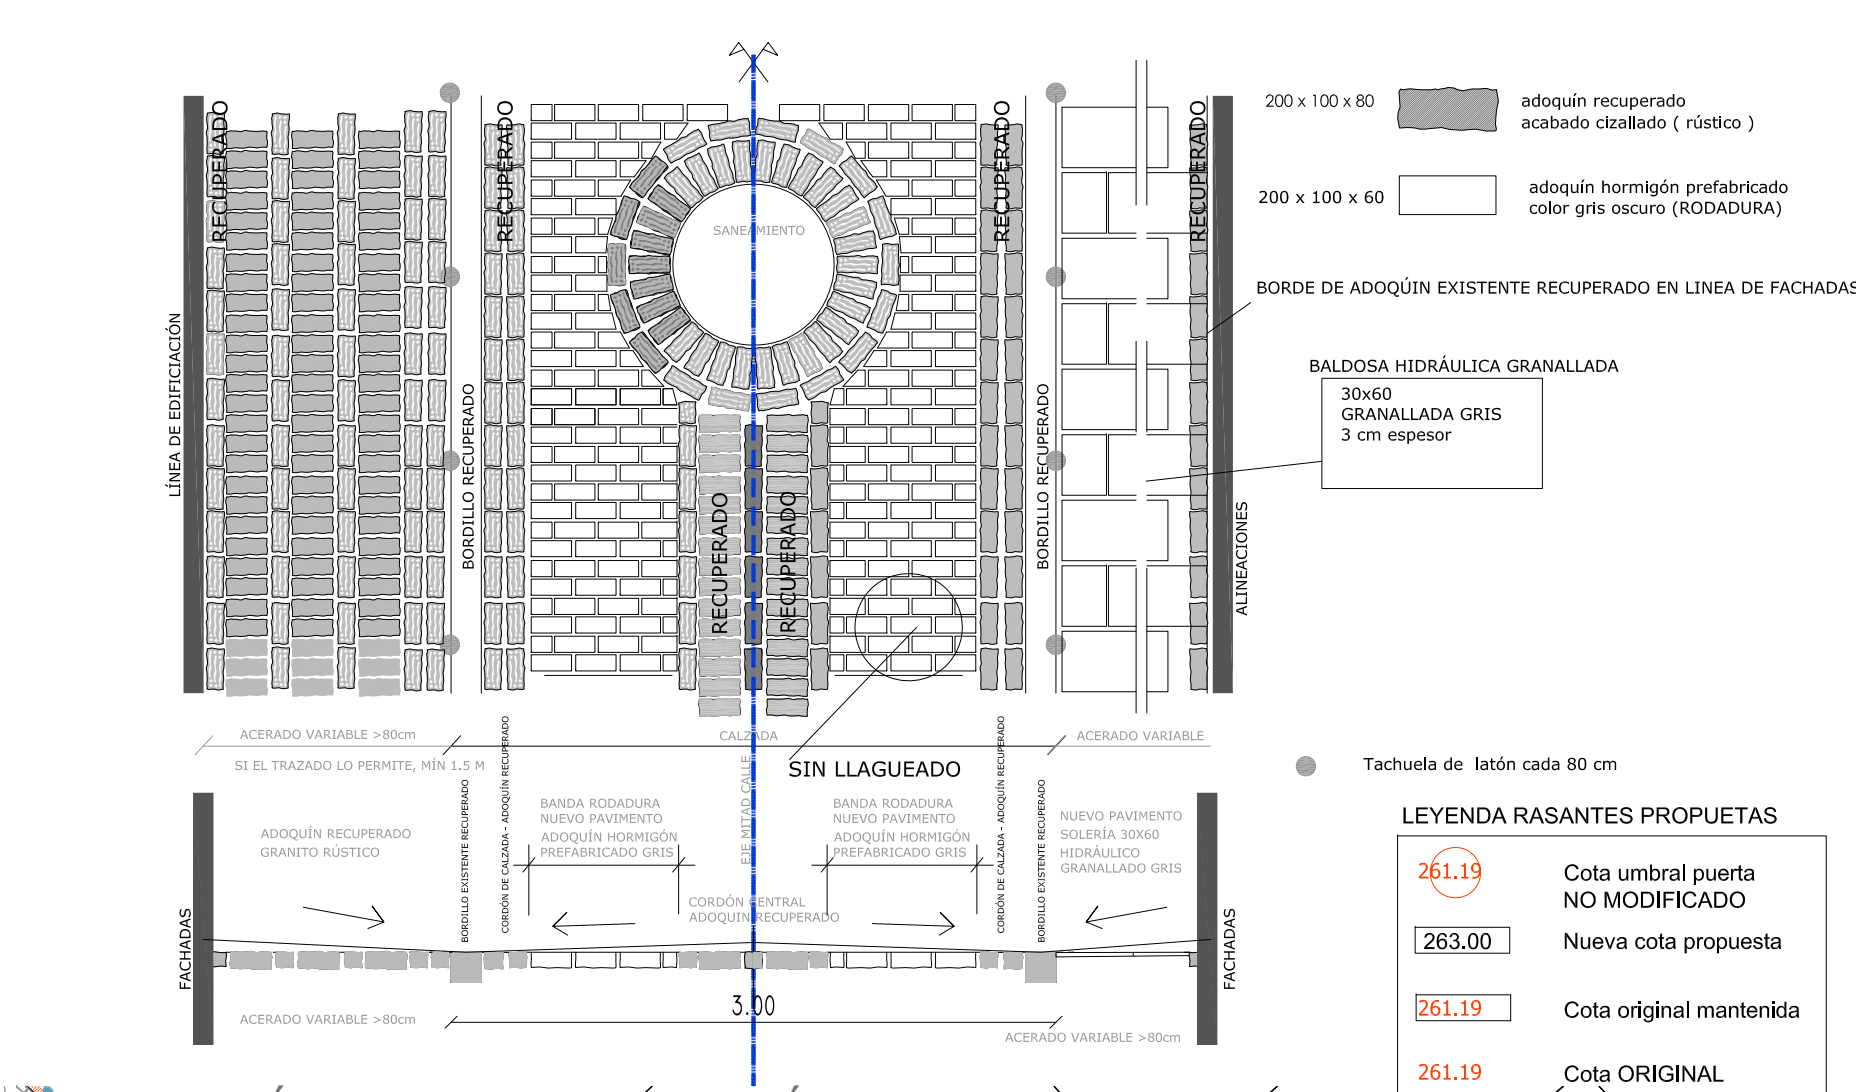 RECUPERADO
RECUPERADO
RECUPERADO
RECUPERADO
200 x 100 x 80
adoquín recuperado
acabado cizallado ( rústico )
200 x 100 x 60
adoquín hormigón prefabricado
color gris oscuro (RODADURA)
SANEAMIENTO
BORDE DE ADOQÚIN EXISTENTE RECUPERADO EN LINEA DE FACHADAS
LÍNEA DE EDIFICIACIÓN
BORDILLO RECUPERADO
BORDILLO RECUPERADO
BALDOSA HIDRÁULICA GRANALLADA
30x60
GRANALLADA GRIS
3 cm espesor
RECUPERADO
RECUPERADO
ALINEACIONES
ACERADO VARIABLE >80cm
CALZADA
ACERADO VARIABLE
SI EL TRAZADO LO PERMITE, MÍN 1.5 M
SIN LLAGUEADO
Tachuela de latón cada 80 cm
BORDILLO EXISTENTE RECUPERADO
CORDÓN DE CALZADA - ADOQUÍN RECUPERADO
EJE MITAD CALLE
CORDÓN DE CALZADA - ADOQUÍN RECUPERADO
BORDILLO EXISTENTE RECUPERADO
ADOQUÍN RECUPERADO
GRANITO RÚSTICO
BANDA RODADURA
NUEVO PAVIMENTO
ADOQUÍN HORMIGÓN
PREFABRICADO GRIS
BANDA RODADURA
NUEVO PAVIMENTO
ADOQUÍN HORMIGÓN
PREFABRICADO GRIS
NUEVO PAVIMENTO
SOLERÍA 30X60
HIDRÁULICO
GRANALLADO GRIS
CORDÓN CENTRAL
ADOQUIN RECUPERADO
FACHADAS
FACHADAS
3.00
ACERADO VARIABLE >80cm
ACERADO VARIABLE >80cm
LEYENDA RASANTES PROPUETAS
261.19
Cota umbral puerta
NO MODIFICADO
263.00
Nueva cota propuesta
261.19
Cota original mantenida
261.19
Cota ORIGINAL